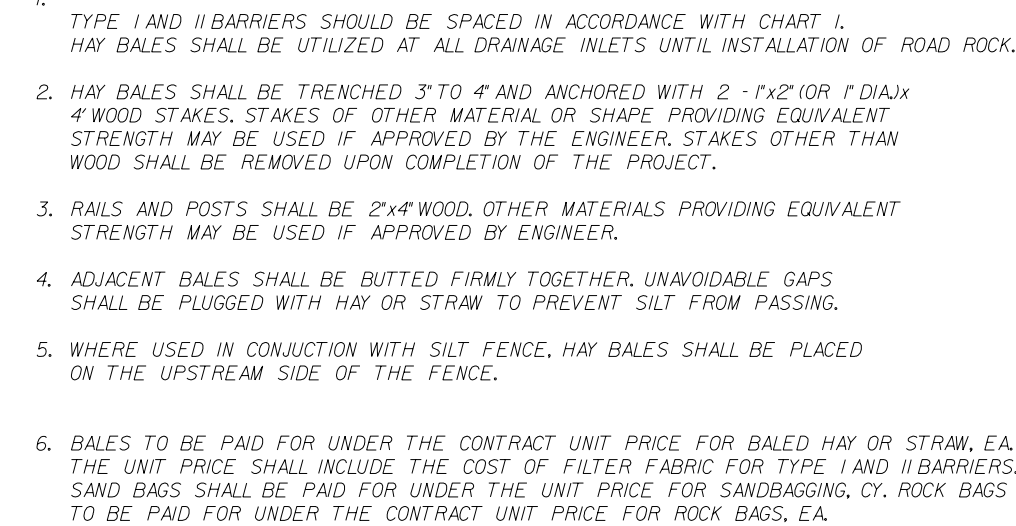 1.
TYPE I AND II BARRIERS SHOULD BE SPACED IN ACCORDANCE WITH CHART I.
HAY BALES SHALL BE UTILIZED AT ALL DRAINAGE INLETS UNTIL INSTALLATION OF ROAD ROCK.
2. HAY BALES SHALL BE TRENCHED 3" TO 4" AND ANCHORED WITH 2 - 1"x2" (OR 1" DIA.)x
4' WOOD STAKES. STAKES OF OTHER MATERIAL OR SHAPE PROVIDING EQUIVALENT
STRENGTH MAY BE USED IF APPROVED BY THE ENGINEER. STAKES OTHER THAN
WOOD SHALL BE REMOVED UPON COMPLETION OF THE PROJECT.
3. RAILS AND POSTS SHALL BE 2"x4" WOOD. OTHER MATERIALS PROVIDING EQUIVALENT
STRENGTH MAY BE USED IF APPROVED BY ENGINEER.
4. ADJACENT BALES SHALL BE BUTTED FIRMLY TOGETHER. UNAVOIDABLE GAPS
SHALL BE PLUGGED WITH HAY OR STRAW TO PREVENT SILT FROM PASSING.
5. WHERE USED IN CONJUCTION WITH SILT FENCE, HAY BALES SHALL BE PLACED
ON THE UPSTREAM SIDE OF THE FENCE.
6. BALES TO BE PAID FOR UNDER THE CONTRACT UNIT PRICE FOR BALED HAY OR STRAW, EA.
THE UNIT PRICE SHALL INCLUDE THE COST OF FILTER FABRIC FOR TYPE I AND II BARRIERS.
SAND BAGS SHALL BE PAID FOR UNDER THE UNIT PRICE FOR SANDBAGGING, CY. ROCK BAGS
TO BE PAID FOR UNDER THE CONTRACT UNIT PRICE FOR ROCK BAGS, EA.